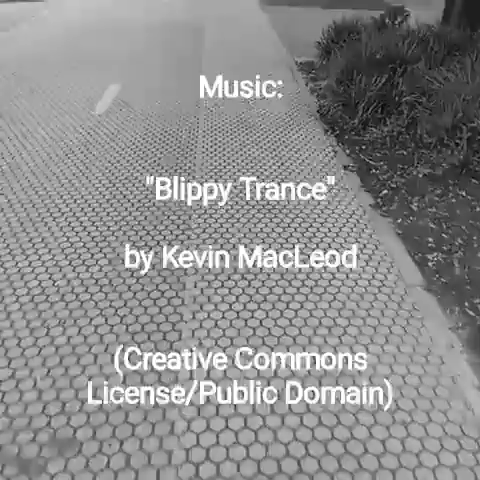 Music:
"Blippy Trance"
by Kevin MacLeod
(Creative Commons
License/Public Domain)